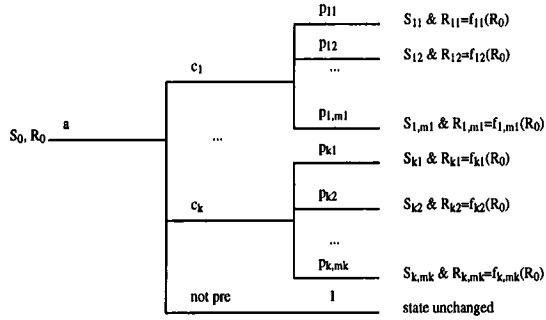 p11 S11 & R11=f11(R0)
p12 S12 & R12=f12(R0)
c1 ...
p1,m1 S1,m1 & R1,m1=f1,m1(R0)
S0, R0 a ...
pk1 Sk1 & Rk1=fk1(R0)
ck pk2 Sk2 & Rk2=fk2(R0)
...
pk,mk Sk,mk & Rk,mk=fk,mk(R0)
not pre 1 state unchanged